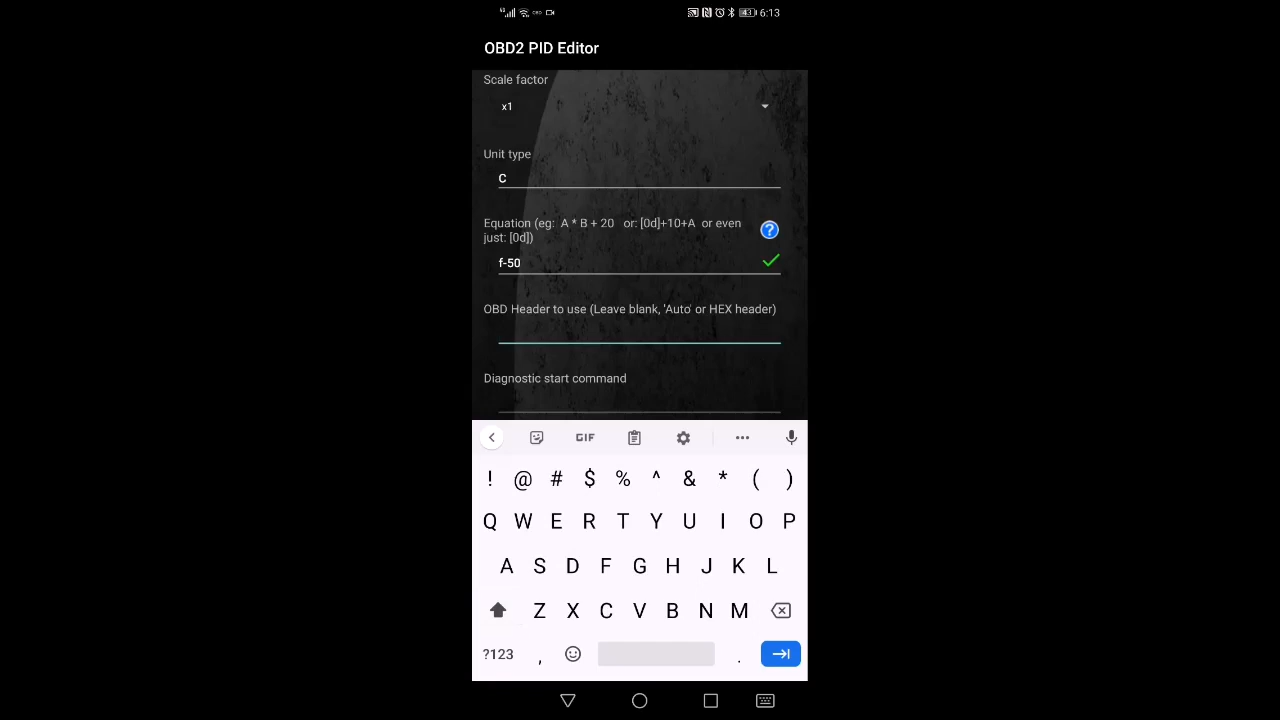 43 6:13
OBD2 PID Editor
Scale factor
x1
Unit type
C
Equation (eg: A * B + 20 or: [0d]+10+A or even
just: [0d])
f-50
OBD Header to use (Leave blank, 'Auto' or HEX header)
Diagnostic start command
GIF
! @ # $ % ^ & * ( )
Q W E R T Y U I O P
A S D F G H J K L
Z X C V B N M
?123 , .